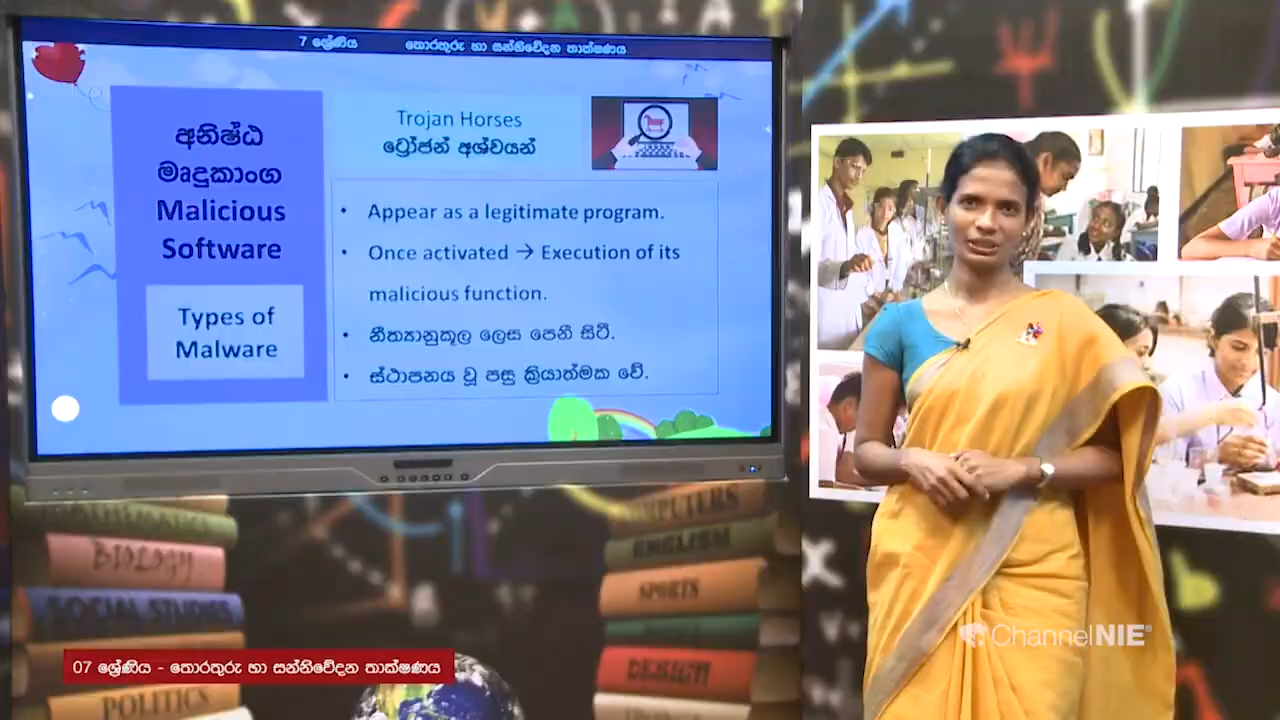 7 ශ්‍රේණිය තොරතුරු හා සන්නිවේදන තාක්ෂණය
අනිෂ්ඨ
මෘදුකාංග
Malicious
Software
Types of
Malware
Trojan Horses
ට්‍රෝජන් අශ්වයන්
• Appear as a legitimate program.
• Once activated → Execution of its
malicious function.
• නීත්‍යානුකූල ලෙස පෙනී සිටී.
• ස්ථාපනය වූ පසු ක්‍රියාත්මක වේ.
MATHEMATICS
BIOLOGY
SOCIAL STUDIES
POLITICS
COMPUTERS
ENGLISH
SPORTS
DESIGN
07 ශ්‍රේණිය - තොරතුරු හා සන්නිවේදන තාක්ෂණය
ChannelNIE